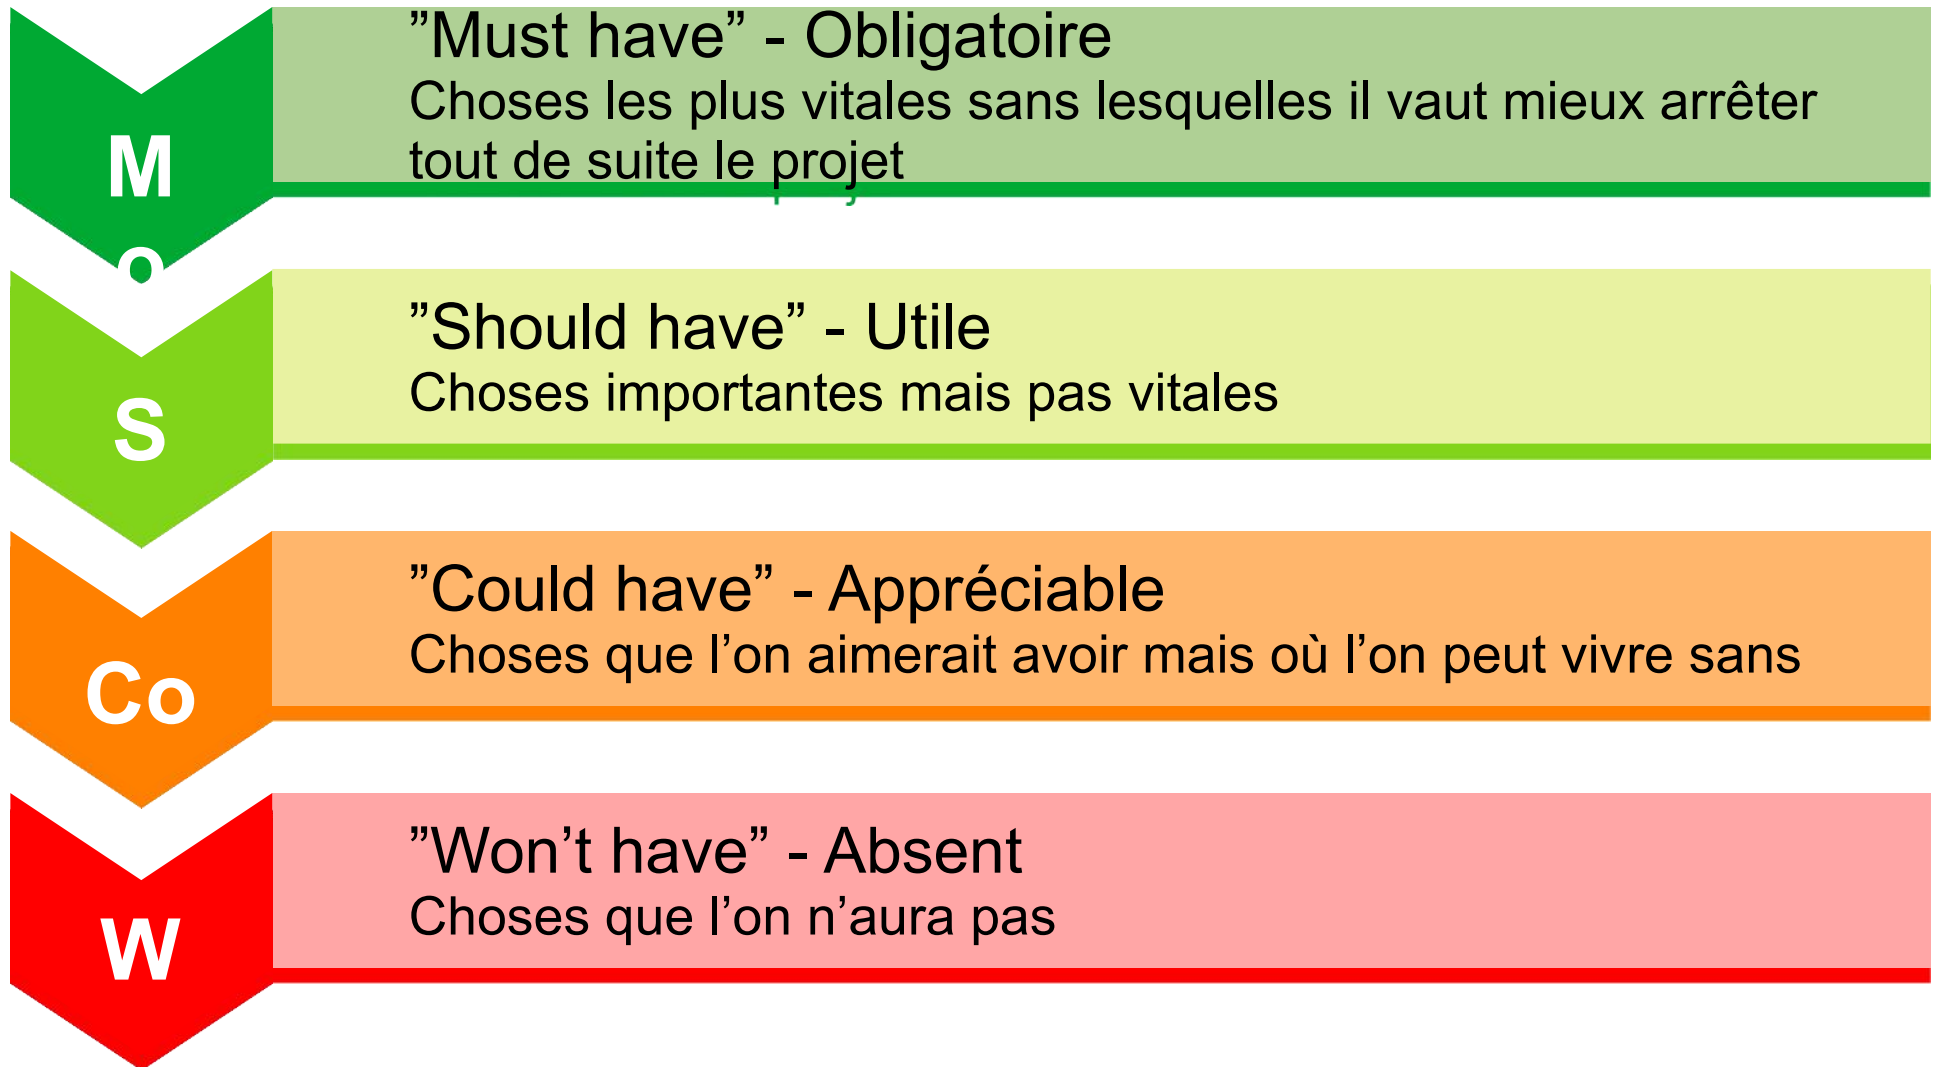 ”Must have” - Obligatoire
Choses les plus vitales sans lesquelles il vaut mieux arrêter
tout de suite le projet
M
o
”Should have” - Utile
Choses importantes mais pas vitales
S
”Could have” - Appréciable
Choses que l’on aimerait avoir mais où l’on peut vivre sans
Co
”Won’t have” - Absent
Choses que l’on n’aura pas
W